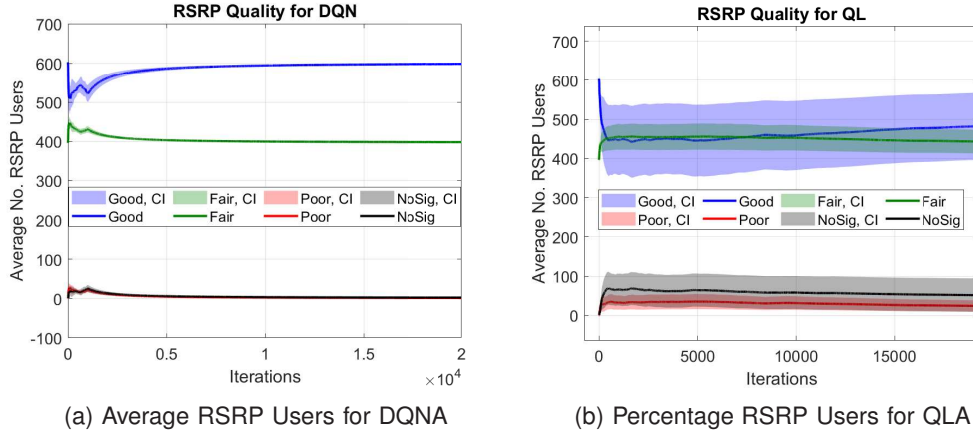 RSRP Quality for DQN
Average No. RSRP Users
700
600
500
400
300
200
100
0
-100
Good, CI Fair, CI Poor, CI NoSig, CI
Good Fair Poor NoSig
0 0.5 1 1.5 2
× 10^4
Iterations
(a) Average RSRP Users for DQNA
RSRP Quality for QL
Average No. RSRP Users
700
600
500
400
300
200
100
0
Good, CI Good Fair, CI Fair
Poor, CI Poor NoSig, CI NoSig
0 5000 10000 15000
Iterations
(b) Percentage RSRP Users for QLA